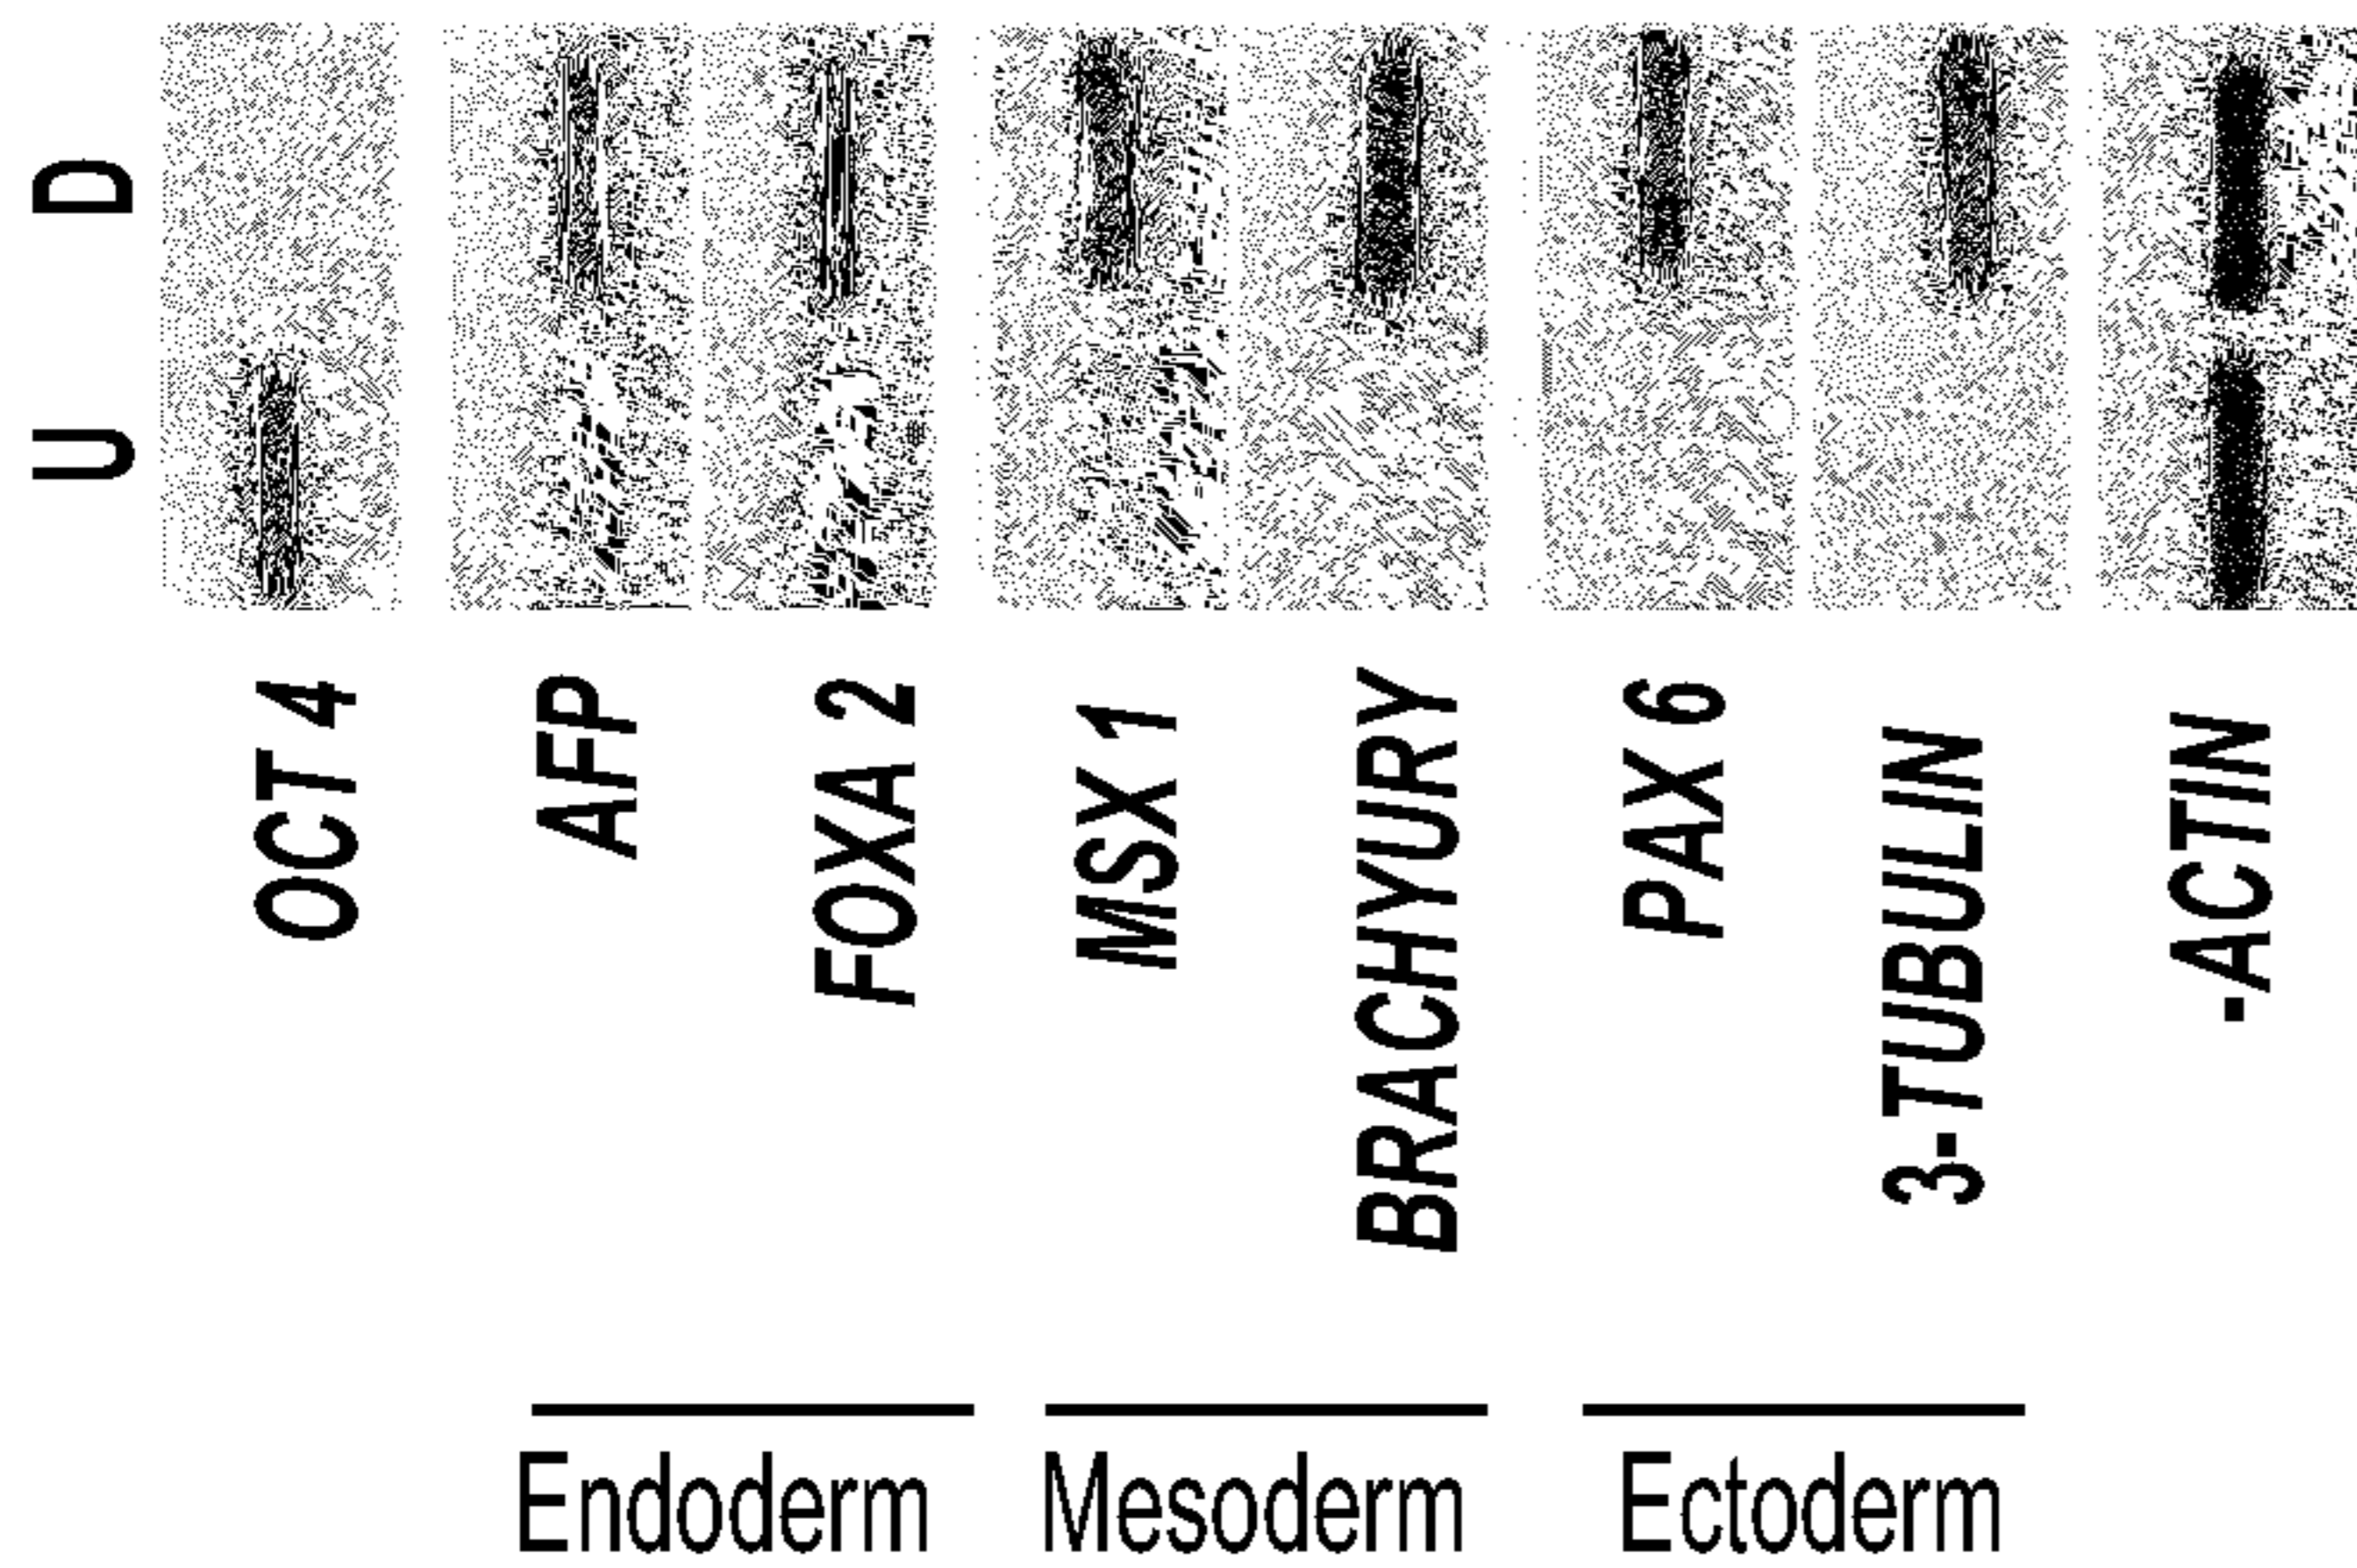 D
U
OCT 4
AFP
FOXA 2
MSX 1
BRACHYURY
PAX 6
3-TUBULIN
-ACTIN
Endoderm
Mesoderm
Ectoderm